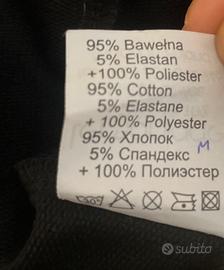 95% Bawełna
5% Elastan
+100% Poliester
95% Cotton
5% Elastane
+ 100% Polyester
95% Хлопок
M
5% Спандекс
+ 100% Полиэстер
subito